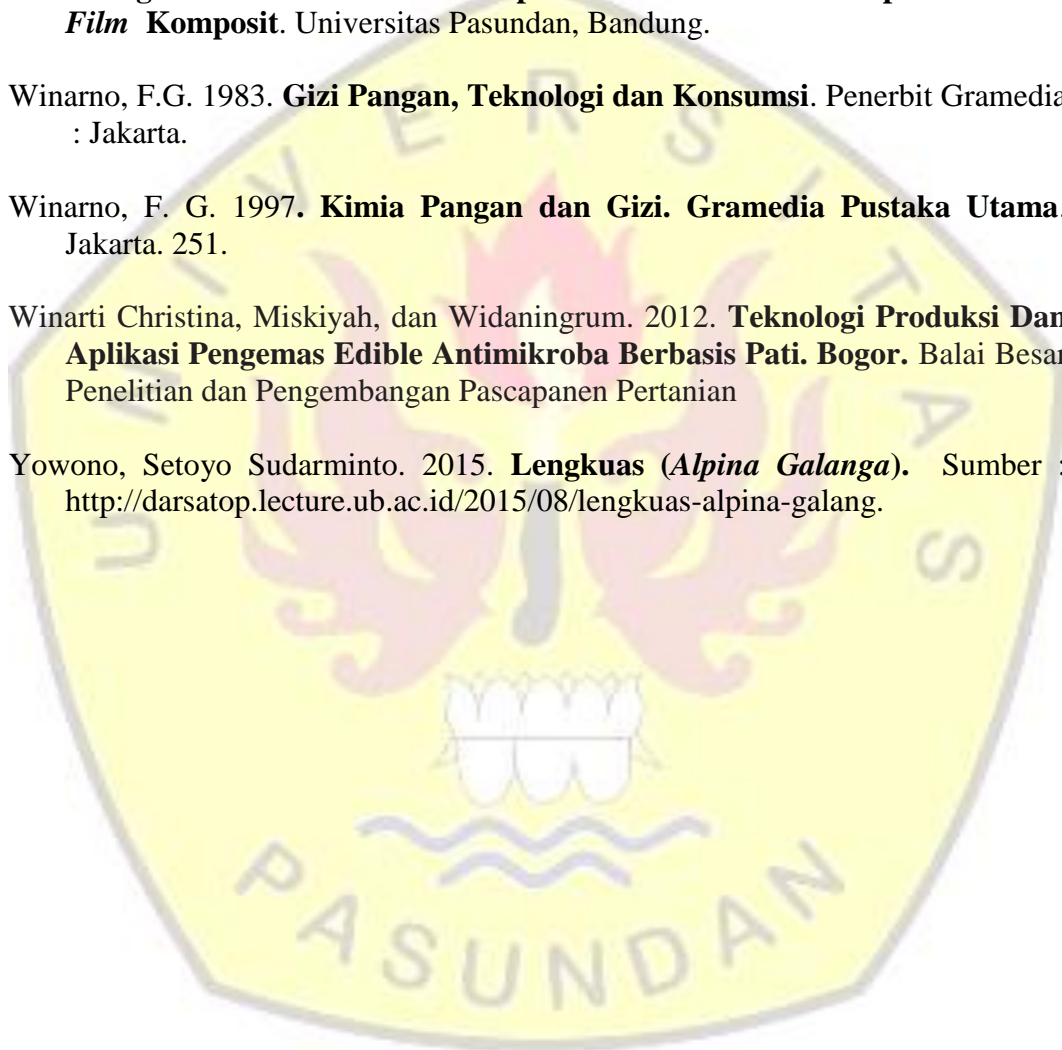 Film Komposit. Universitas Pasundan, Bandung.
Winarno, F.G. 1983. Gizi Pangan, Teknologi dan Konsumsi. Penerbit Gramedia
: Jakarta.
Winarno, F. G. 1997. Kimia Pangan dan Gizi. Gramedia Pustaka Utama.
Jakarta. 251.
Winarti Christina, Miskiyah, dan Widaningrum. 2012. Teknologi Produksi Dan
Aplikasi Pengemas Edible Antimikroba Berbasis Pati. Bogor. Balai Besar
Penelitian dan Pengembangan Pascapanen Pertanian
Yowono, Setoyo Sudarminto. 2015. Lengkuas (Alpina Galanga). Sumber :
http://darsatop.lecture.ub.ac.id/2015/08/lengkuas-alpina-galang.
UNIVERSITAS
PASUNDAN